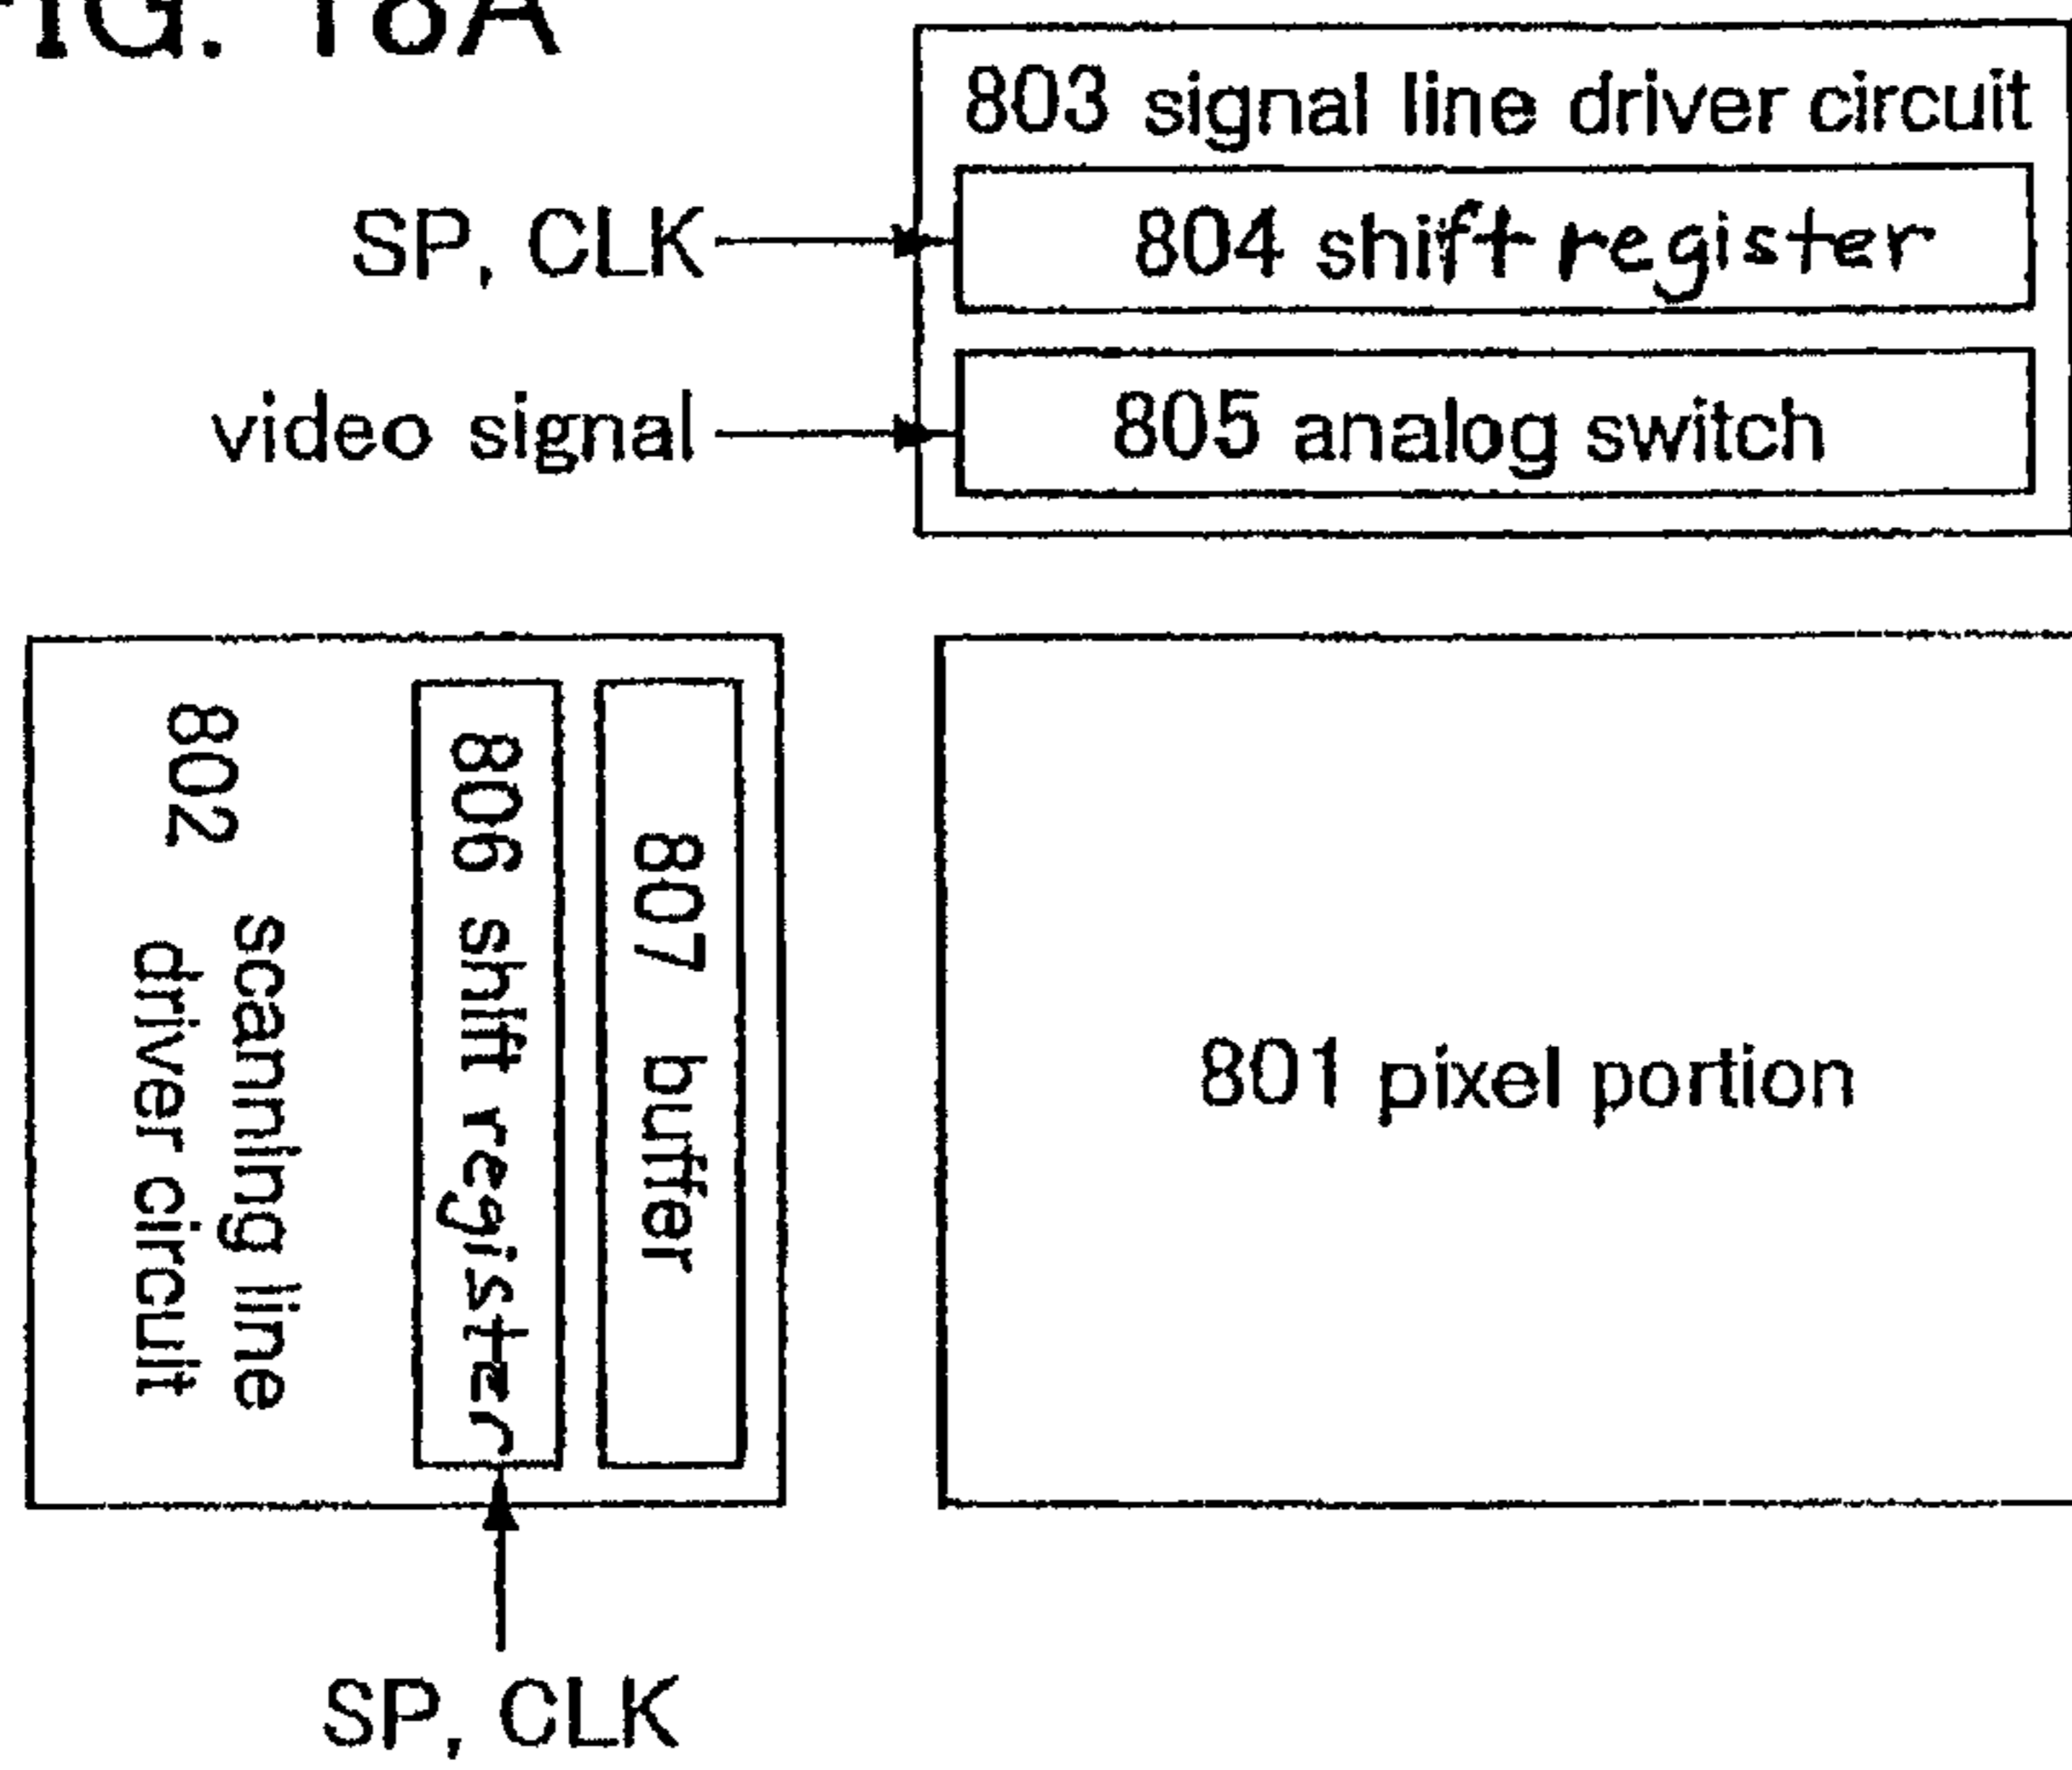 FIG. 18A
803 signal line driver circuit
SP, CLK
804 shift register
video signal
805 analog switch
802 scanning line
driver circuit
806 shift register
807 buffer
801 pixel portion
SP, CLK